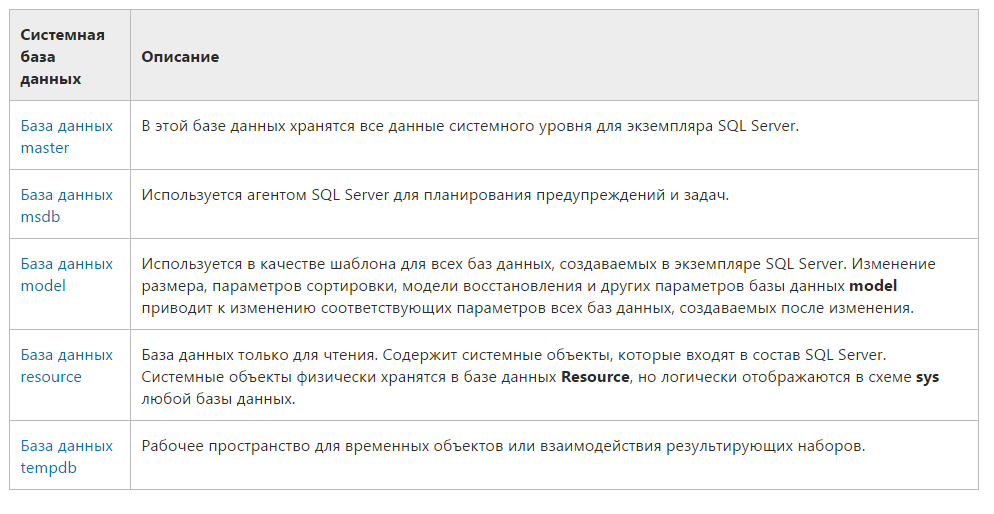 Системная
база
данных
Описание
База данных
master
В этой базе данных хранятся все данные системного уровня для экземпляра SQL Server.
База данных
msdb
Используется агентом SQL Server для планирования предупреждений и задач.
База данных
model
Используется в качестве шаблона для всех баз данных, создаваемых в экземпляре SQL Server. Изменение
размера, параметров сортировки, модели восстановления и других параметров базы данных model
приводит к изменению соответствующих параметров всех баз данных, создаваемых после изменения.
База данных
resource
База данных только для чтения. Содержит системные объекты, которые входят в состав SQL Server.
Системные объекты физически хранятся в базе данных Resource, но логически отображаются в схеме sys
любой базы данных.
База данных
tempdb
Рабочее пространство для временных объектов или взаимодействия результирующих наборов.